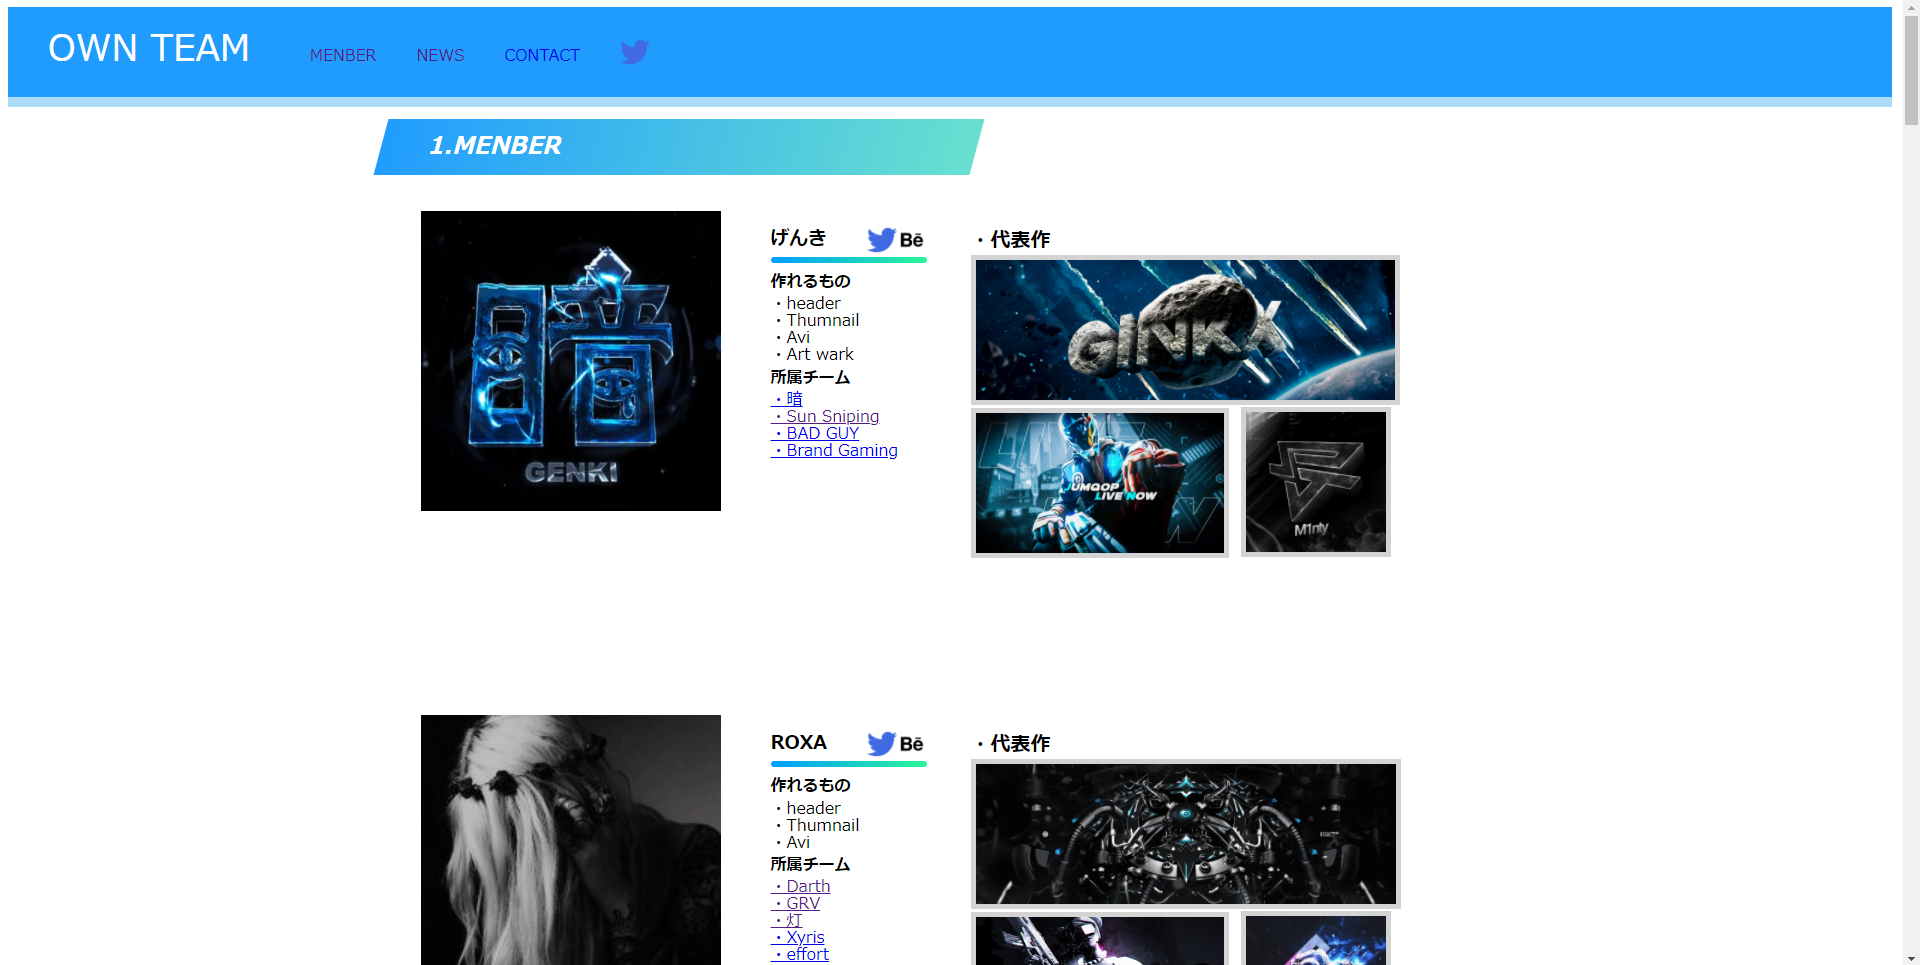 OWN TEAM
MENBER
NEWS
CONTACT
1.MENBER
暗
GENKI
げんき
Bē
作れるもの
・header
・Thumnail
・Avi
・Art wark
所属チーム
・暗
・Sun Sniping
・BAD GUY
・Brand Gaming
・代表作
GINKX
JUMQOP
LIVE NOW
M1nty
ROXA
Bē
作れるもの
・header
・Thumnail
・Avi
所属チーム
・Darth
・GRV
・灯
・Xyris
・effort
・代表作